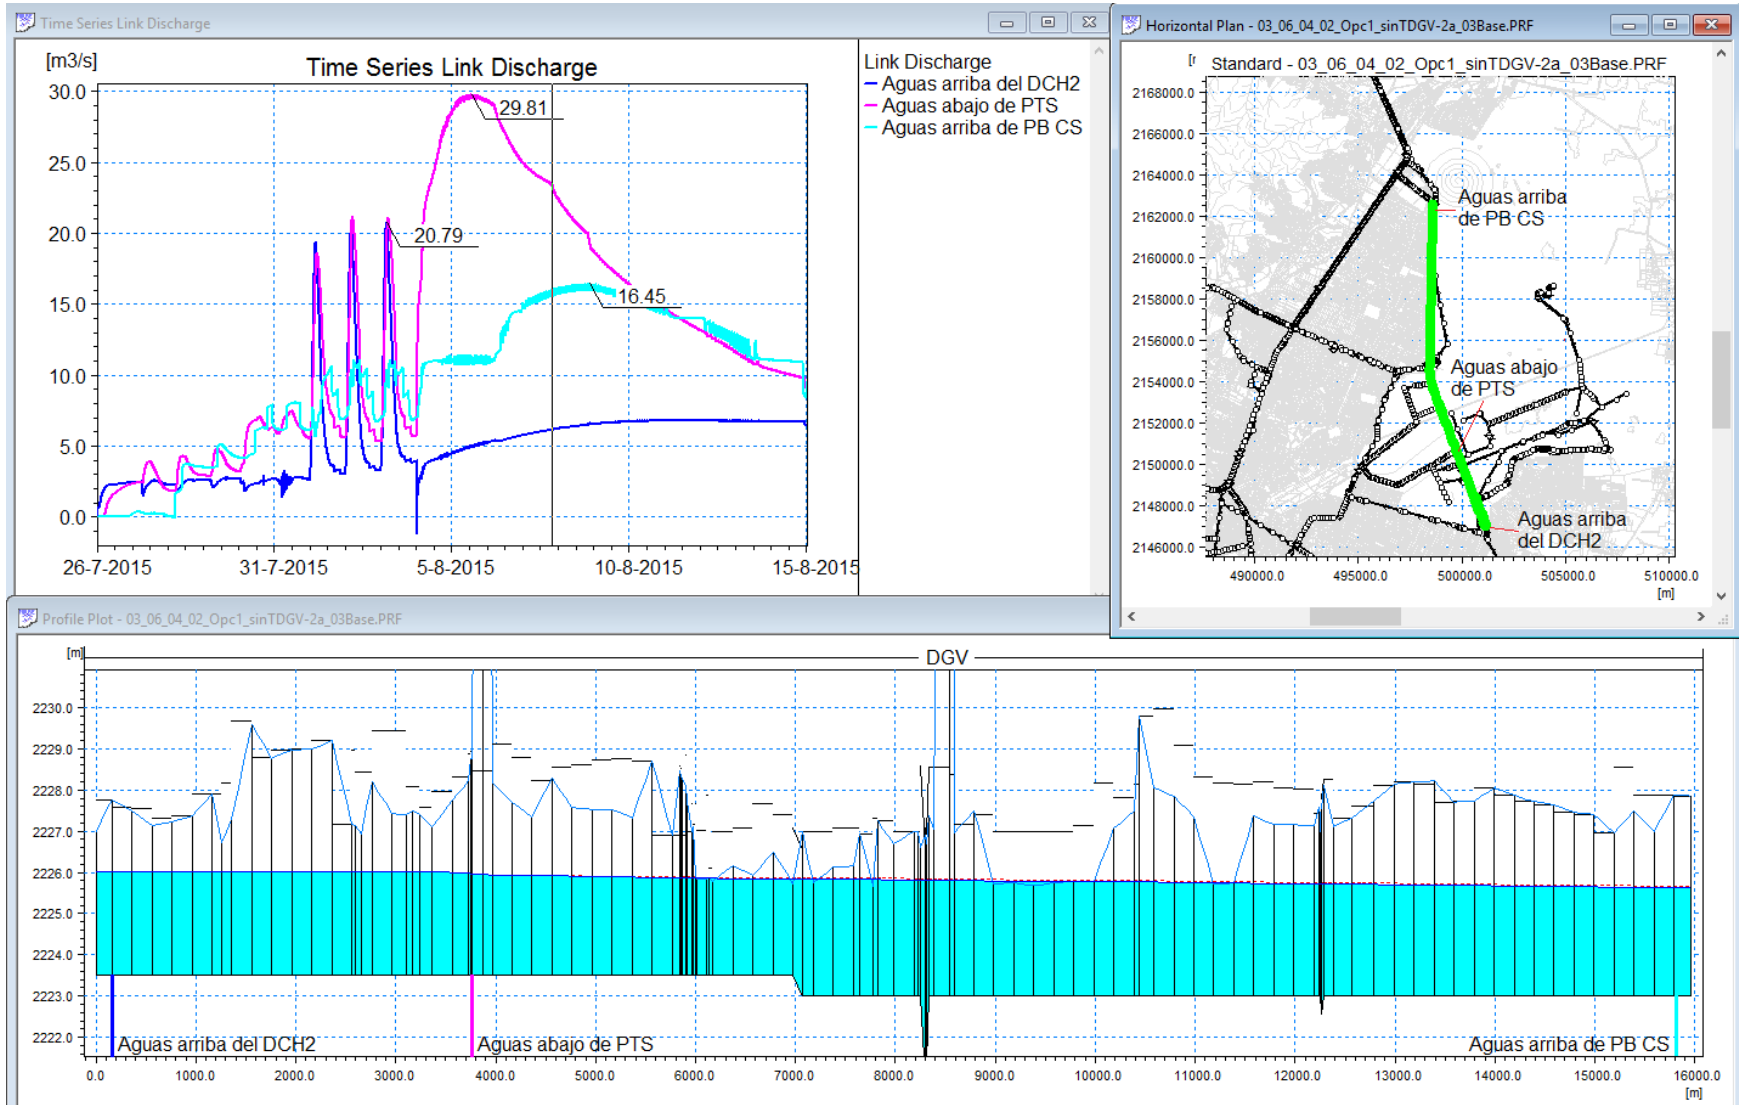 Time Series Link Discharge
[m3/s]
Time Series Link Discharge
30.0
25.0
20.0
15.0
10.0
5.0
0.0
29.81
20.79
16.45
26-7-2015
31-7-2015
5-8-2015
10-8-2015
15-8-2015
Link Discharge
Aguas arriba del DCH2
Aguas abajo de PTS
Aguas arriba de PB CS
Horizontal Plan - 03_06_04_02_Opc1_sinTDGV-2a_03Base.PRF
Standard - 03_06_04_02_Opc1_sinTDGV-2a_03Base.PRF
2168000.0
2166000.0
2164000.0
2162000.0
2160000.0
2158000.0
2156000.0
2154000.0
2152000.0
2150000.0
2148000.0
2146000.0
Aguas arriba
de PB CS
Aguas abajo
de PTS
Aguas arriba
del DCH2
490000.0
495000.0
500000.0
505000.0
510000.0
[m]
Profile Plot - 03_06_04_02_Opc1_sinTDGV-2a_03Base.PRF
[m]
DGV
2230.0
2229.0
2228.0
2227.0
2226.0
2225.0
2224.0
2223.0
2222.0
Aguas arriba del DCH2
Aguas abajo de PTS
Aguas arriba de PB CS
0.0
1000.0
2000.0
3000.0
4000.0
5000.0
6000.0
7000.0
8000.0
9000.0
10000.0
11000.0
12000.0
13000.0
14000.0
15000.0
16000.0
[m]